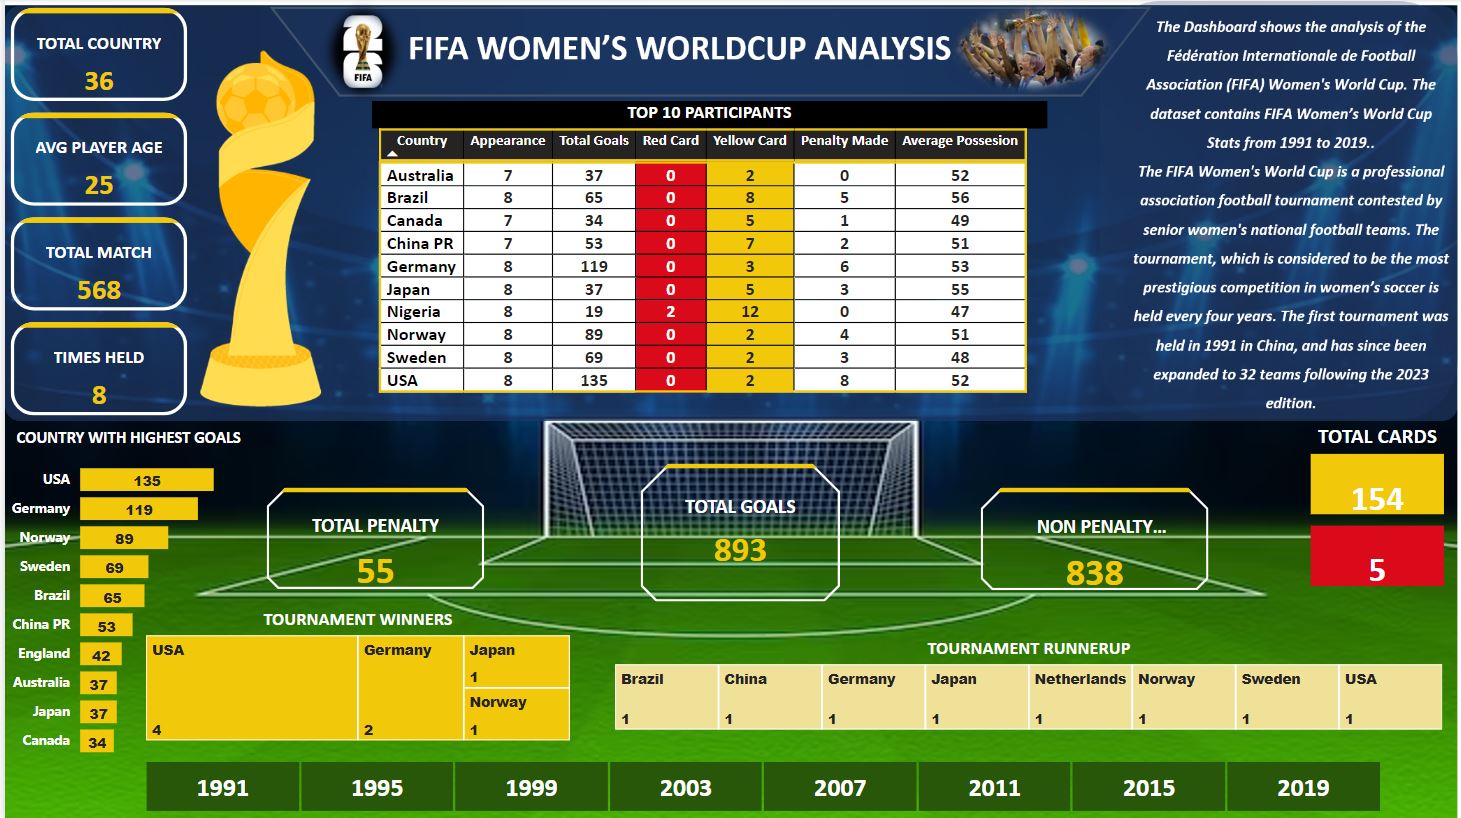 TOTAL COUNTRY
36
AVG PLAYER AGE
25
TOTAL MATCH
568
TIMES HELD
8
FIFA
FIFA WOMEN'S WORLDCUP ANALYSIS
TOP 10 PARTICIPANTS
Country Appearance Total Goals Red Card Yellow Card Penalty Made Average Possesion
Australia 7 37 0 2 0 52
Brazil 8 65 0 8 5 56
Canada 7 34 0 5 1 49
China PR 7 53 0 7 2 51
Germany 8 119 0 3 6 53
Japan 8 37 0 5 3 55
Nigeria 8 19 2 12 0 47
Norway 8 89 0 2 4 51
Sweden 8 69 0 2 3 48
USA 8 135 0 2 8 52
The Dashboard shows the analysis of the
Fédération Internationale de Football
Association (FIFA) Women's World Cup. The
dataset contains FIFA Women's World Cup
Stats from 1991 to 2019..
The FIFA Women's World Cup is a professional
association football tournament contested by
senior women's national football teams. The
tournament, which is considered to be the most
prestigious competition in women's soccer is
held every four years. The first tournament was
held in 1991 in China, and has since been
expanded to 32 teams following the 2023
edition.
COUNTRY WITH HIGHEST GOALS
USA 135
Germany 119
Norway 89
Sweden 69
Brazil 65
China PR 53
England 42
Australia 37
Japan 37
Canada 34
TOTAL PENALTY
55
TOTAL GOALS
893
NON PENALTY...
838
TOTAL CARDS
154
5
TOURNAMENT WINNERS
USA
4
Germany
2
Japan
1
Norway
1
TOURNAMENT RUNNERUP
Brazil China Germany Japan Netherlands Norway Sweden USA
1 1 1 1 1 1 1 1
1991 1995 1999 2003 2007 2011 2015 2019